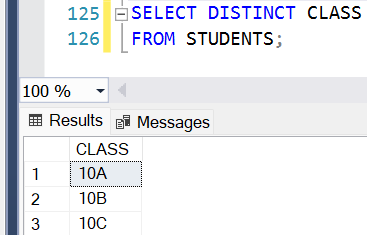 125 SELECT DISTINCT CLASS
126 FROM STUDENTS;
100 %
Results Messages
CLASS
1 10A
2 10B
3 10C